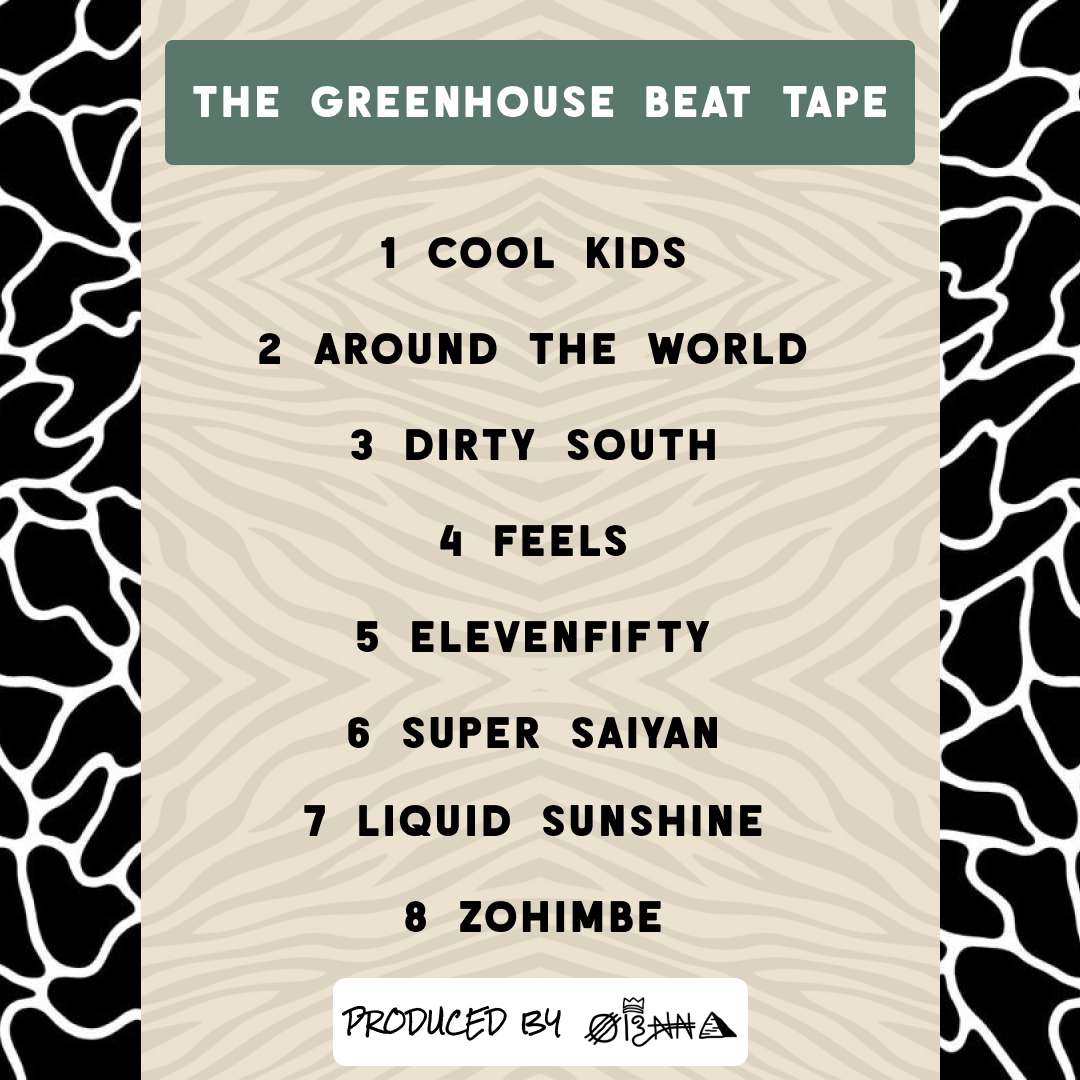 THE GREENHOUSE BEAT TAPE
1 COOL KIDS
2 AROUND THE WORLD
3 DIRTY SOUTH
4 FEELS
5 ELEVENFIFTY
6 SUPER SAIYAN
7 LIQUID SUNSHINE
8 ZOHIMBE
PRODUCED BY